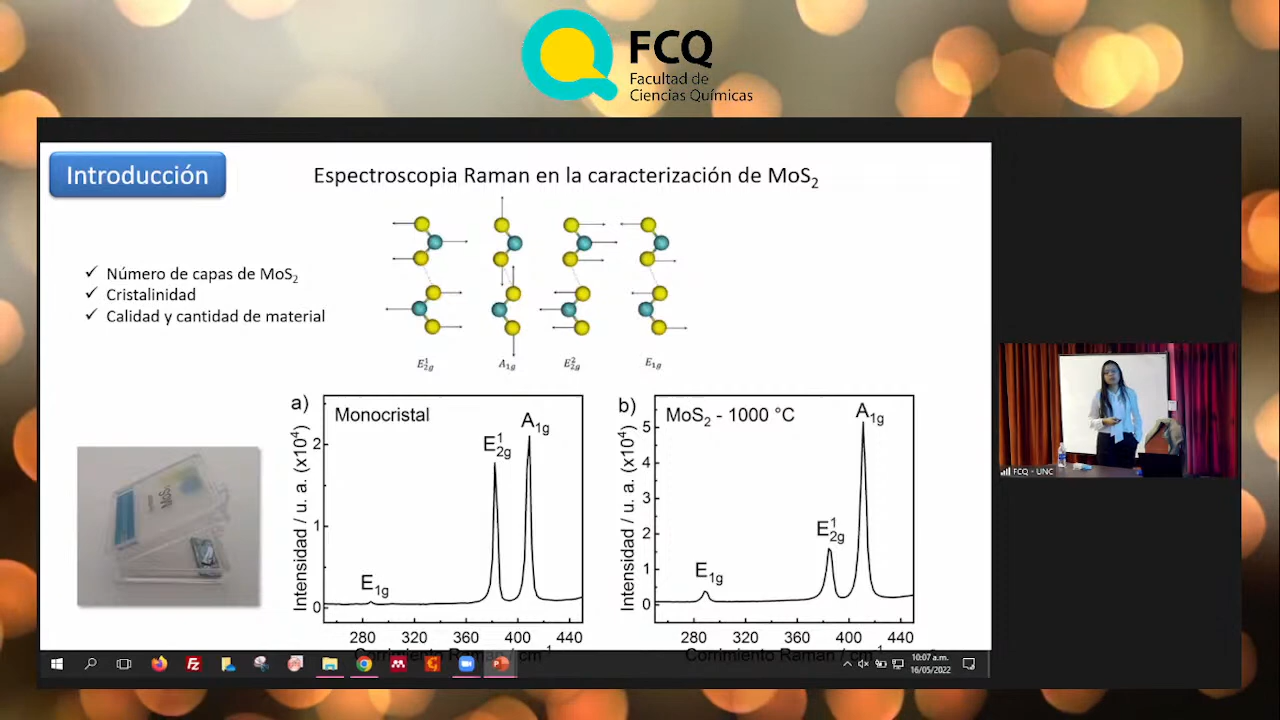 FCQ
Facultad de
Ciencias Químicas
Introducción
Espectroscopia Raman en la caracterización de MoS₂
✓ Número de capas de MoS₂
✓ Cristalinidad
✓ Calidad y cantidad de material
E¹₂g A₁g E²₂g E₁g
MoS₂
a) Monocristal
Intensidad / u. a. (x10⁴)
2
1
0
E₁g
E¹₂g
A₁g
280 320 360 400 440
Corrimiento Raman / cm⁻¹
b) MoS₂ - 1000 °C
Intensidad / u. a. (x10⁴)
5
4
3
2
1
0
E₁g
E¹₂g
A₁g
280 320 360 400 440
Corrimiento Raman / cm⁻¹
FCQ - UNC
10:07 a.m.
16/05/2022